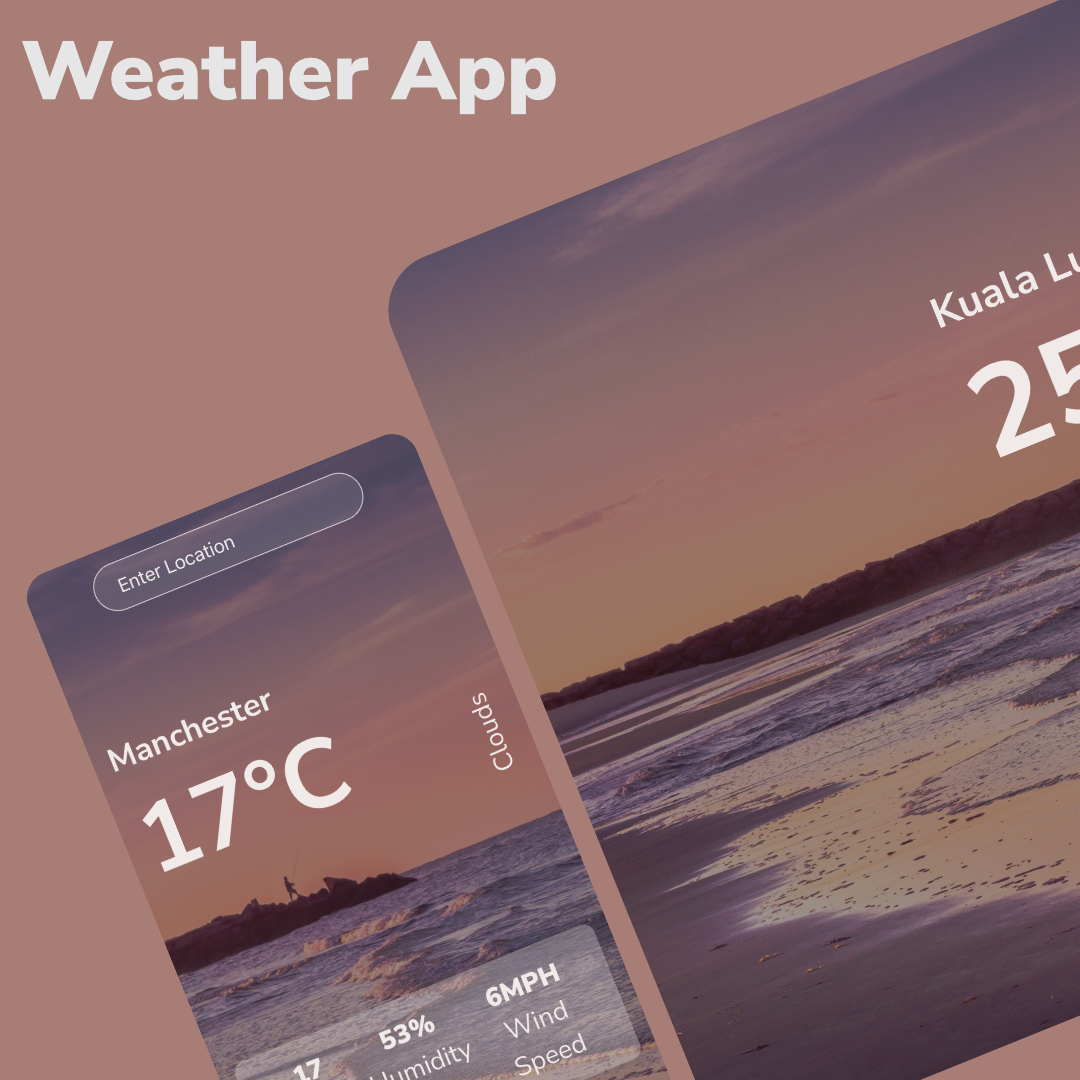 Weather App
Kuala Lu
25
Enter Location
Manchester
17°C
Clouds
17
53%
Humidity
6MPH
Wind
Speed